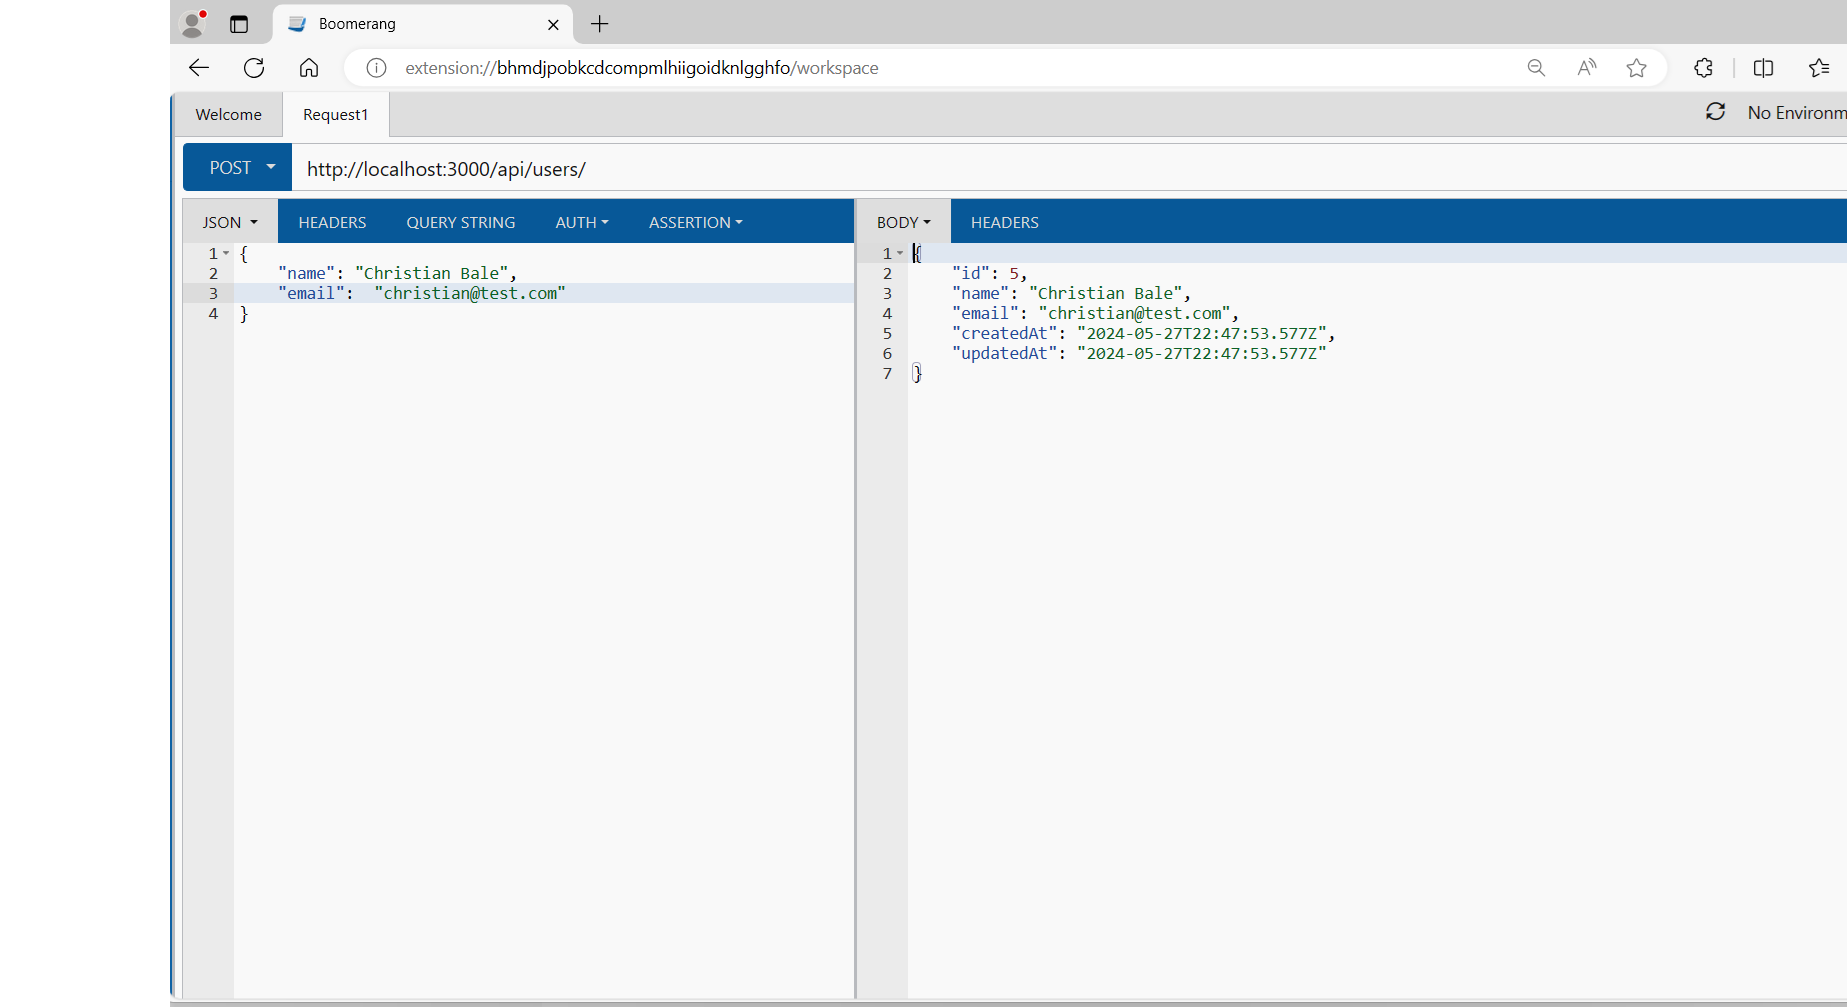 Boomerang
extension://bhmdjpobkcdcompmlhiigoidknlgghfo/workspace
Welcome Request1 No Environm
POST http://localhost:3000/api/users/
JSON HEADERS QUERY STRING AUTH ASSERTION BODY HEADERS
1 {
2 "name": "Christian Bale",
3 "email": "christian@test.com"
4 }
1 {
2 "id": 5,
3 "name": "Christian Bale",
4 "email": "christian@test.com",
5 "createdAt": "2024-05-27T22:47:53.577Z",
6 "updatedAt": "2024-05-27T22:47:53.577Z"
7 }